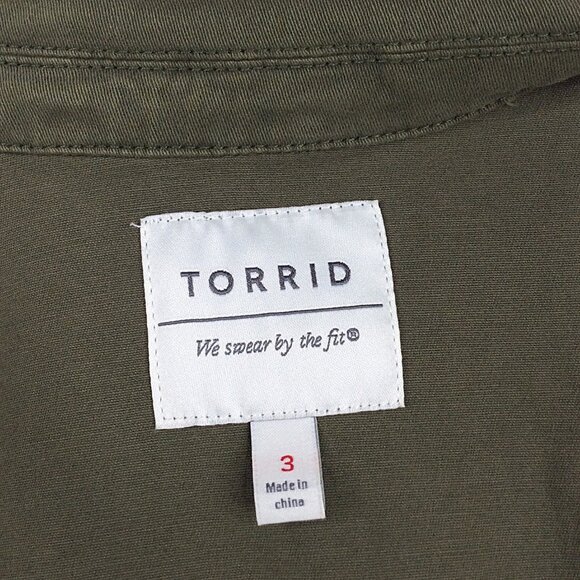 TORRID
We swear by the fit®
3
Made in
china